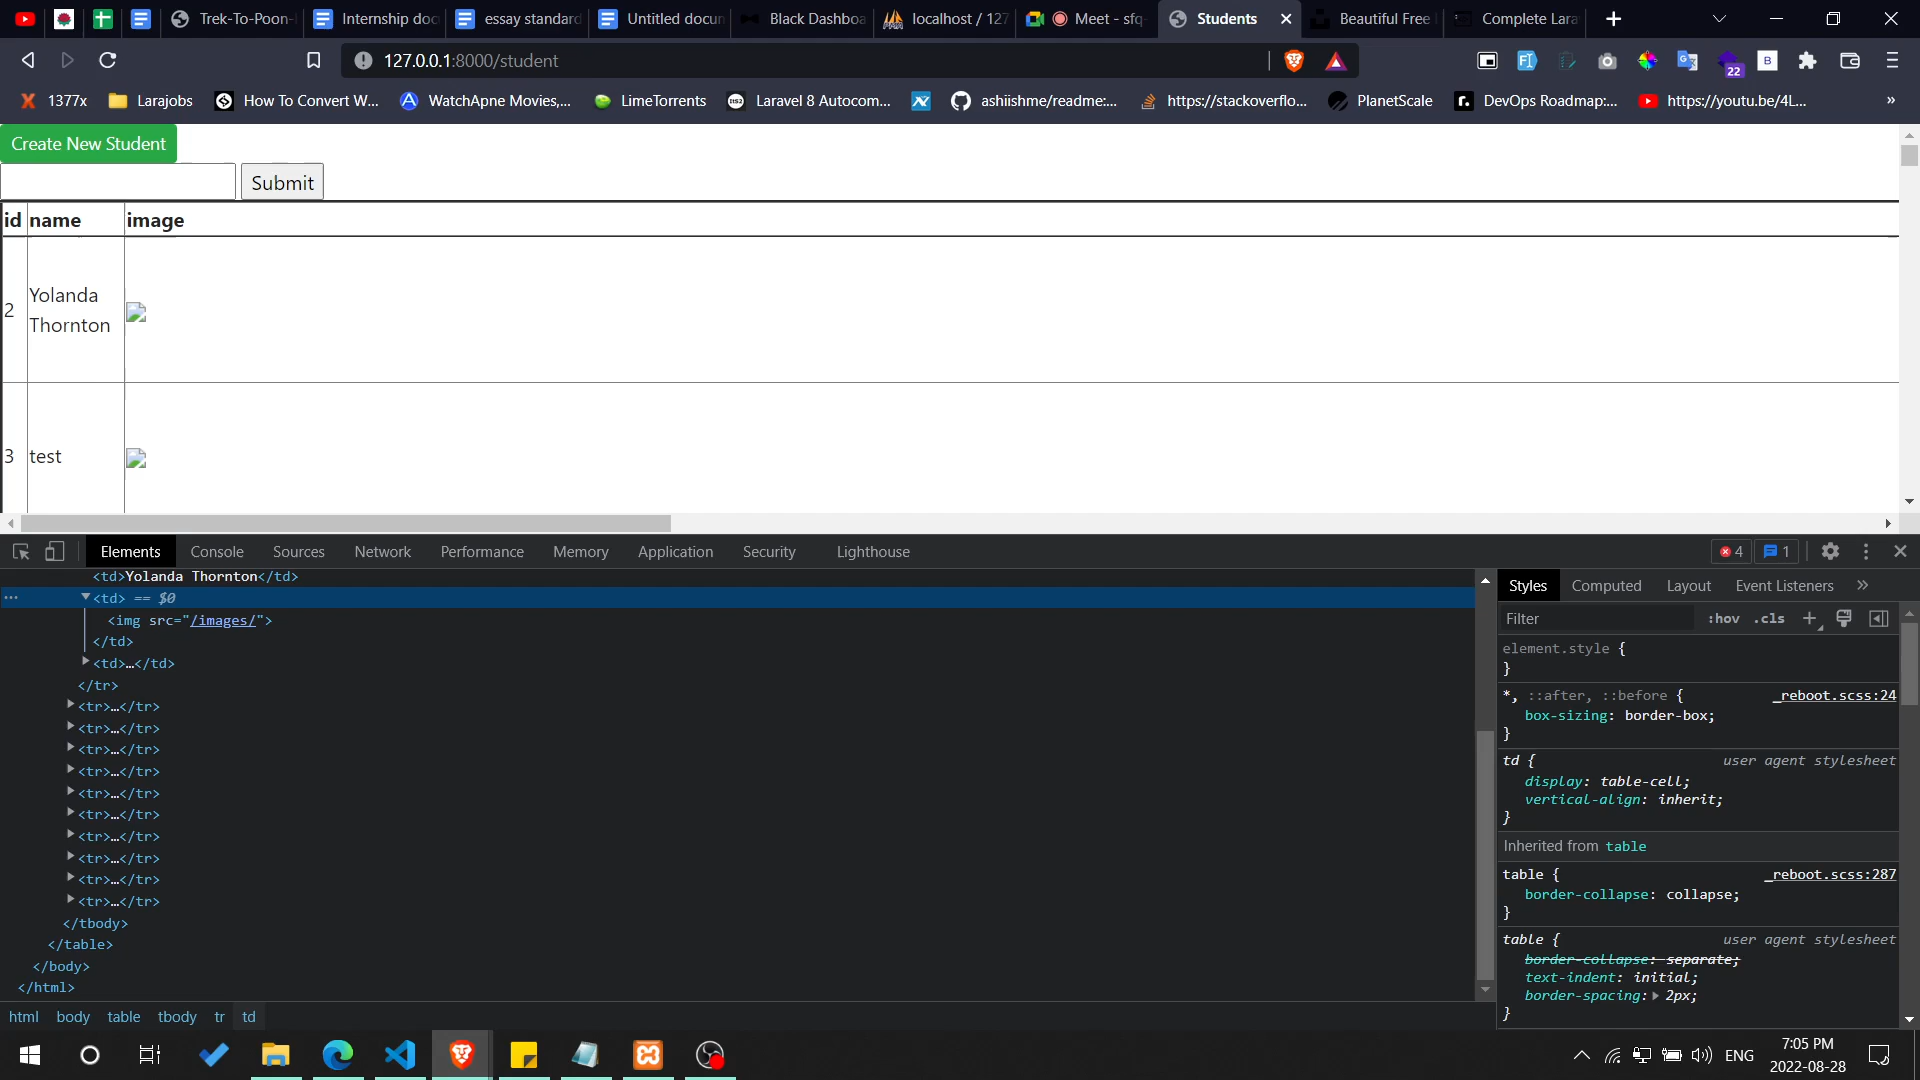 Trek-To-Poon-
Internship doc
essay standard
Untitled docun
Black Dashboa
localhost / 127
Meet - sfq-
Students
Beautiful Free
Complete Lara
127.0.0.1:8000/student
22
B
1377x
Larajobs
How To Convert W...
WatchApne Movies,...
LimeTorrents
Laravel 8 Autocom...
ashiishme/readme:...
https://stackoverflo...
PlanetScale
DevOps Roadmap:...
https://youtu.be/4L...
»
Create New Student
Submit
id name image
2 Yolanda Thornton
3 test
Elements Console Sources Network Performance Memory Application Security Lighthouse
4 1
<td>Yolanda Thornton</td>
<td> == $0
<img src="/images/">
</td>
<td>…</td>
</tr>
<tr>…</tr>
<tr>…</tr>
<tr>…</tr>
<tr>…</tr>
<tr>…</tr>
<tr>…</tr>
<tr>…</tr>
<tr>…</tr>
<tr>…</tr>
<tr>…</tr>
</tbody>
</table>
</body>
</html>
html body table tbody tr td
Styles Computed Layout Event Listeners »
Filter :hov .cls
element.style {
}
*, ::after, ::before { _reboot.scss:24
box-sizing: border-box;
}
td { user agent stylesheet
display: table-cell;
vertical-align: inherit;
}
Inherited from table
table { _reboot.scss:287
border-collapse: collapse;
}
table { user agent stylesheet
border-collapse: separate;
text-indent: initial;
border-spacing: 2px;
}
ENG
7:05 PM
2022-08-28